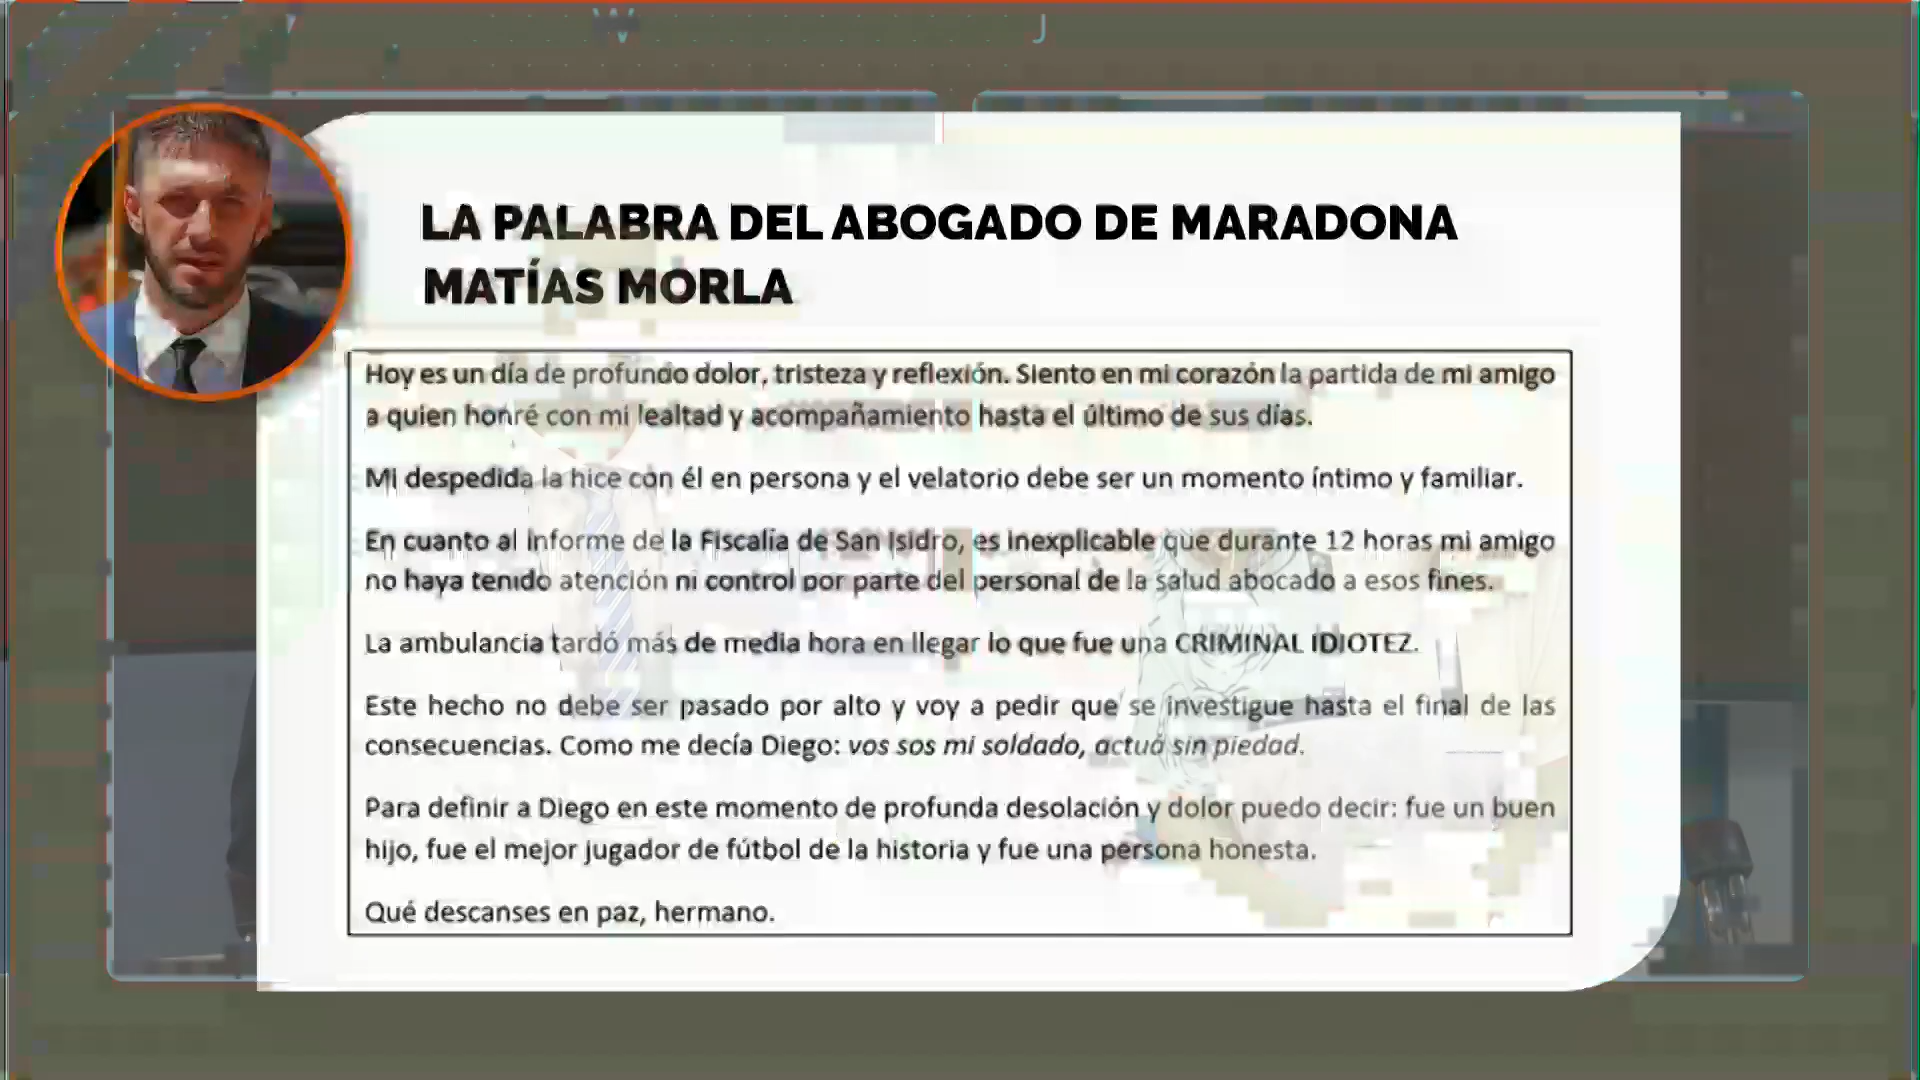 LA PALABRA DEL ABOGADO DE MARADONA
MATÍAS MORLA
Hoy es un día de profundo dolor, tristeza y reflexión. Siento en mi corazón la partida de mi amigo
a quien honré con mi lealtad y acompañamiento hasta el último de sus días.
Mi despedida la hice con él en persona y el velatorio debe ser un momento íntimo y familiar.
En cuanto al informe de la Fiscalía de San Isidro, es inexplicable que durante 12 horas mi amigo
no haya tenido atención ni control por parte del personal de la salud abocado a esos fines.
La ambulancia tardó más de media hora en llegar lo que fue una CRIMINAL IDIOTEZ.
Este hecho no debe ser pasado por alto y voy a pedir que se investigue hasta el final de las
consecuencias. Como me decía Diego: vos sos mi soldado, actuá sin piedad.
Para definir a Diego en este momento de profunda desolación y dolor puedo decir: fue un buen
hijo, fue el mejor jugador de fútbol de la historia y fue una persona honesta.
Qué descanses en paz, hermano.